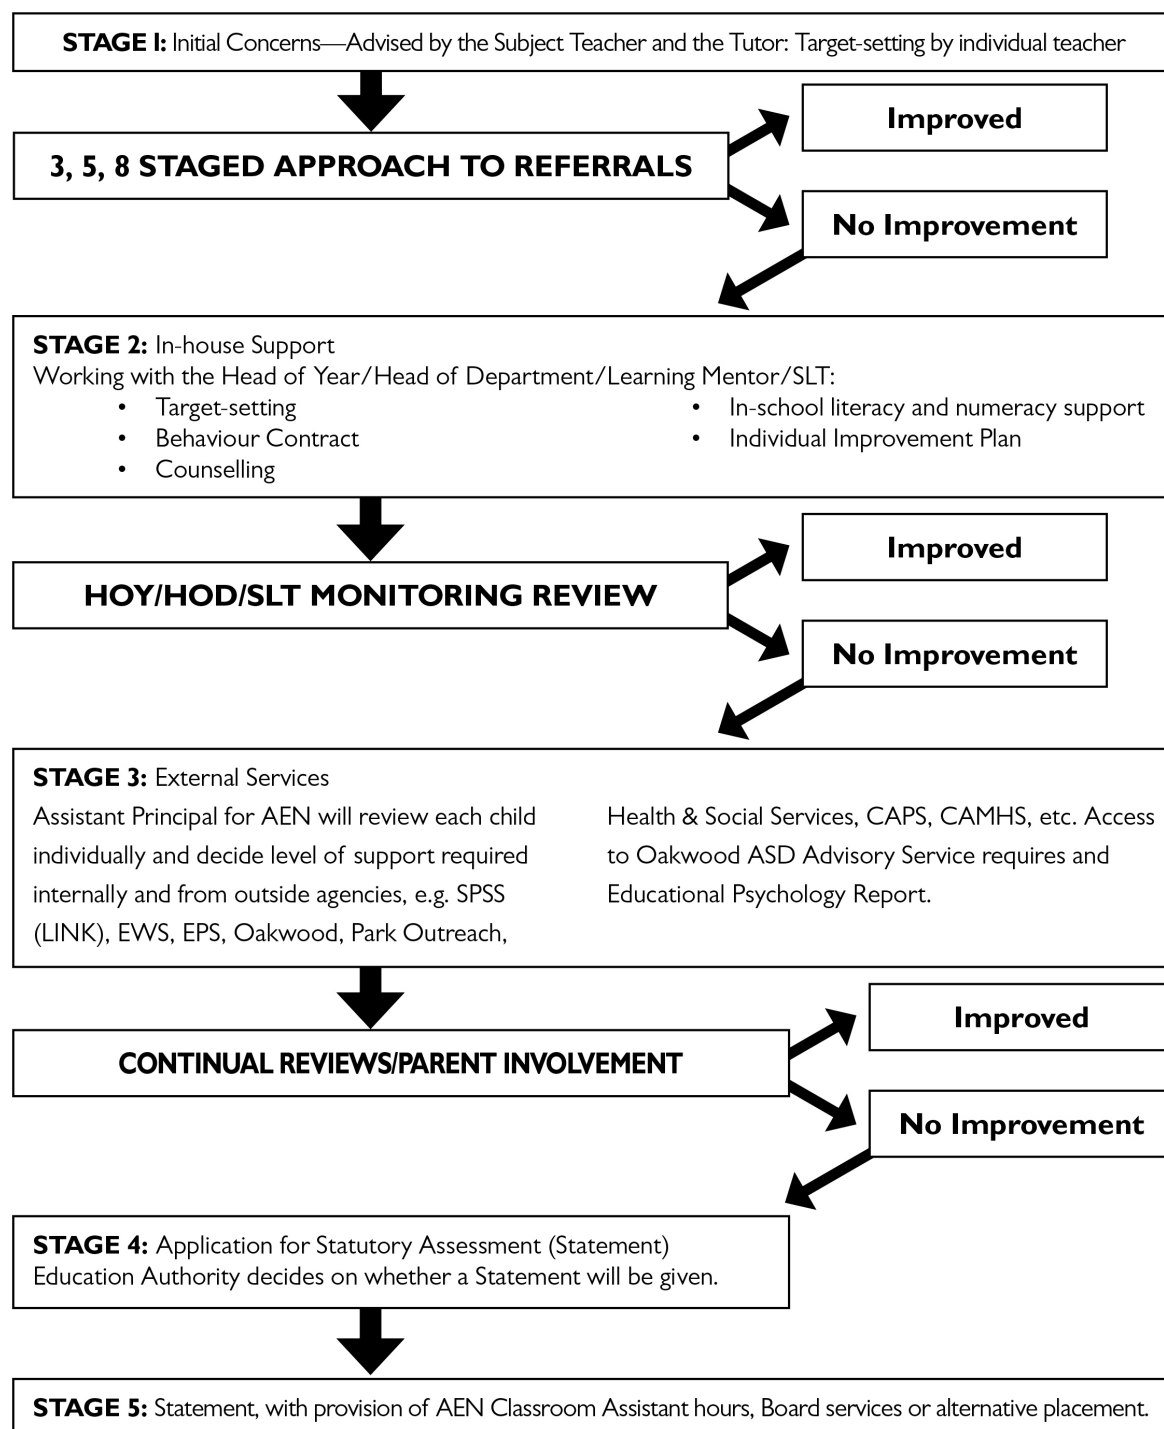 STAGE 1: Initial Concerns—Advised by the Subject Teacher and the Tutor: Target-setting by individual teacher
Improved
3, 5, 8 STAGED APPROACH TO REFERRALS
No Improvement
STAGE 2: In-house Support
Working with the Head of Year/Head of Department/Learning Mentor/SLT:
• Target-setting
• Behaviour Contract
• Counselling
• In-school literacy and numeracy support
• Individual Improvement Plan
Improved
HOY/HOD/SLT MONITORING REVIEW
No Improvement
STAGE 3: External Services
Assistant Principal for AEN will review each child
individually and decide level of support required
internally and from outside agencies, e.g. SPSS
(LINK), EWS, EPS, Oakwood, Park Outreach,
Health & Social Services, CAPS, CAMHS, etc. Access
to Oakwood ASD Advisory Service requires and
Educational Psychology Report.
Improved
CONTINUAL REVIEWS/PARENT INVOLVEMENT
No Improvement
STAGE 4: Application for Statutory Assessment (Statement)
Education Authority decides on whether a Statement will be given.
STAGE 5: Statement, with provision of AEN Classroom Assistant hours, Board services or alternative placement.